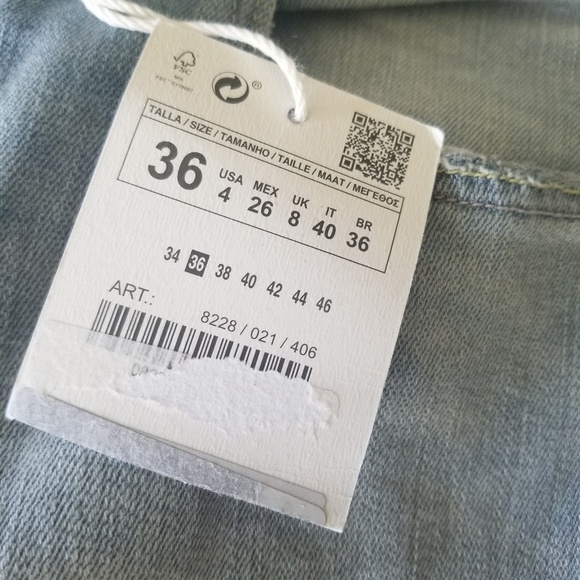 FSC
MIX
®
TALLA / SIZE / TAMANHO / TAILLE / MAAT / ΜΕΓΕΘΟΣ
36 USA 4 MEX 26 UK 8 IT 40 BR 36
34 36 38 40 42 44 46
ART.:
8228 / 021 / 406